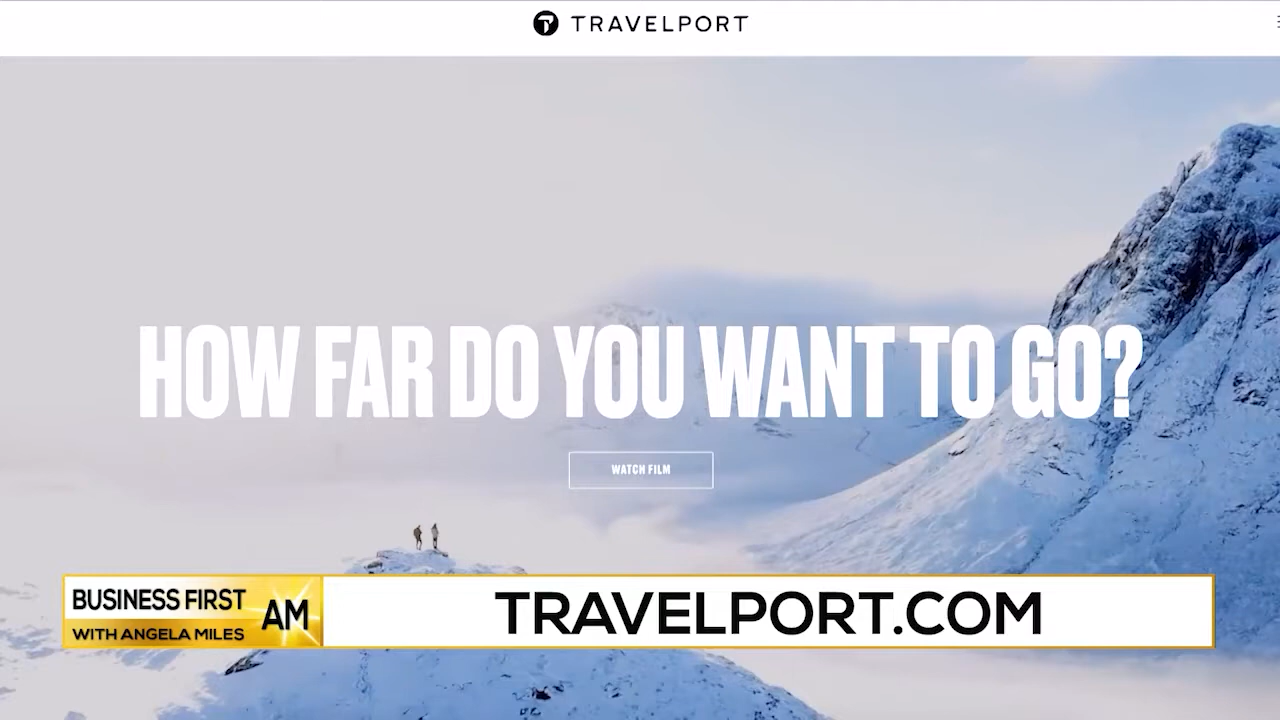 TRAVELPORT
HOW FAR DO YOU WANT TO GO?
WATCH FILM
BUSINESS FIRST
WITH ANGELA MILES
AM
TRAVELPORT.COM